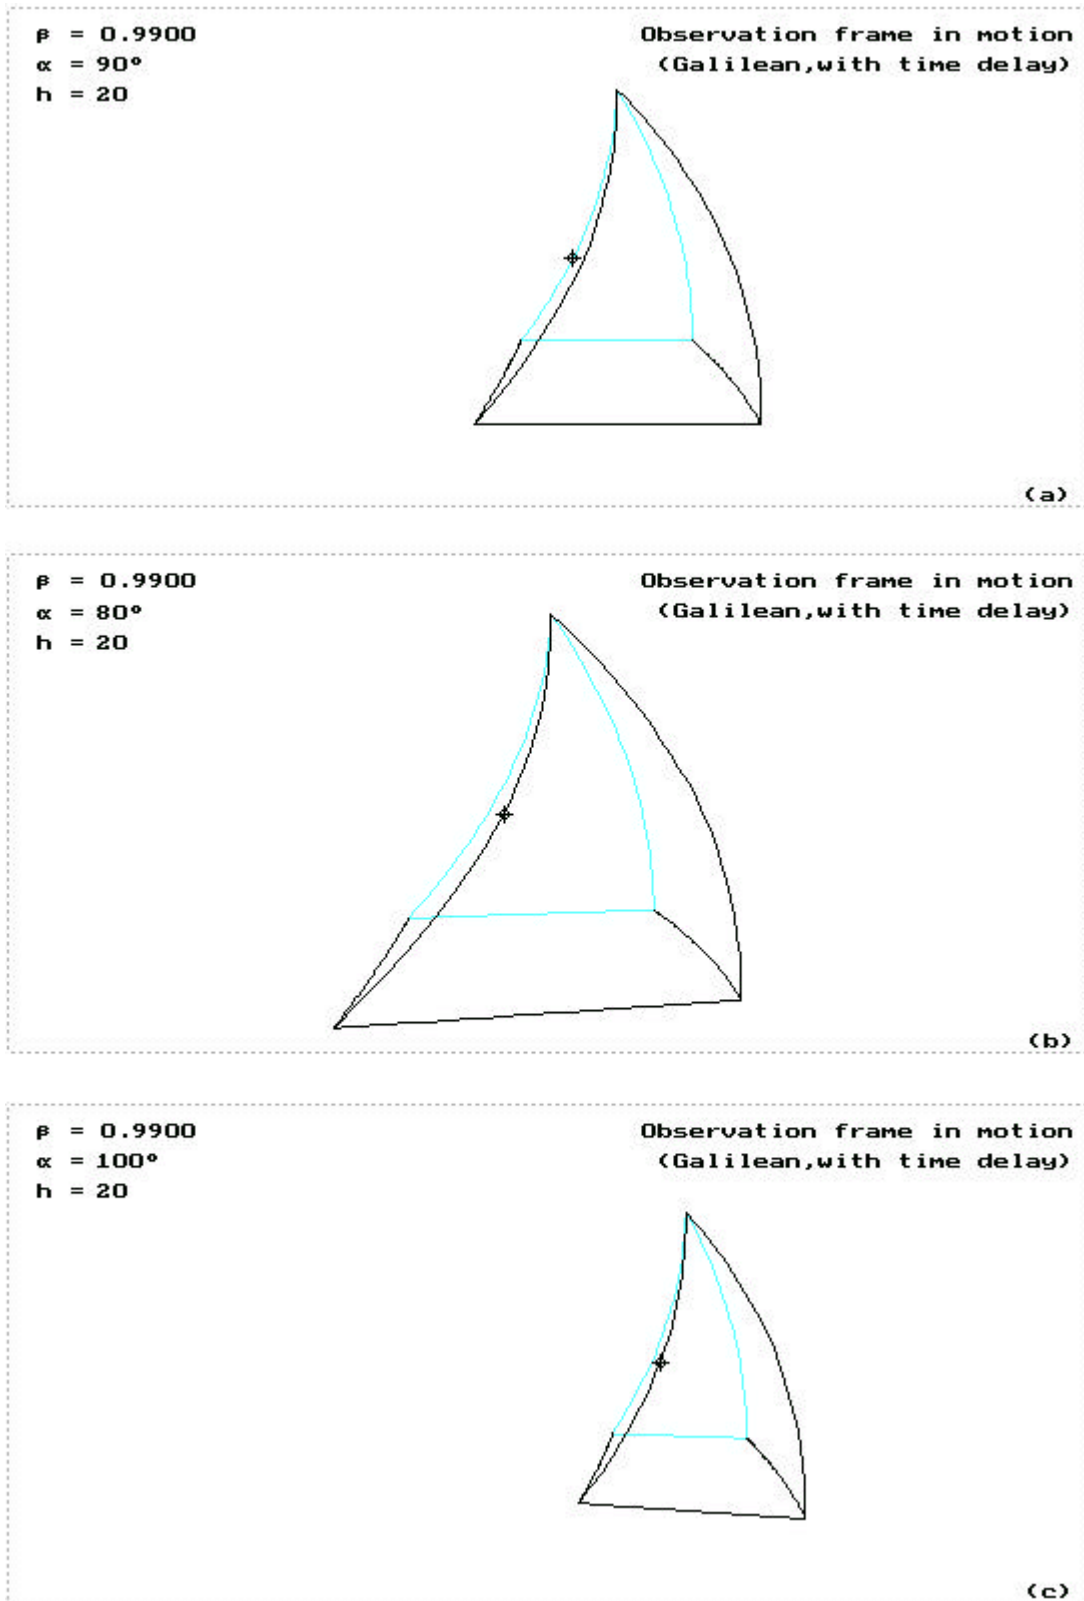 β = 0.9900
Observation frame in motion
α = 90°
(Galilean,with time delay)
h = 20
(a)
β = 0.9900
Observation frame in motion
α = 80°
(Galilean,with time delay)
h = 20
(b)
β = 0.9900
Observation frame in motion
α = 100°
(Galilean,with time delay)
h = 20
(c)